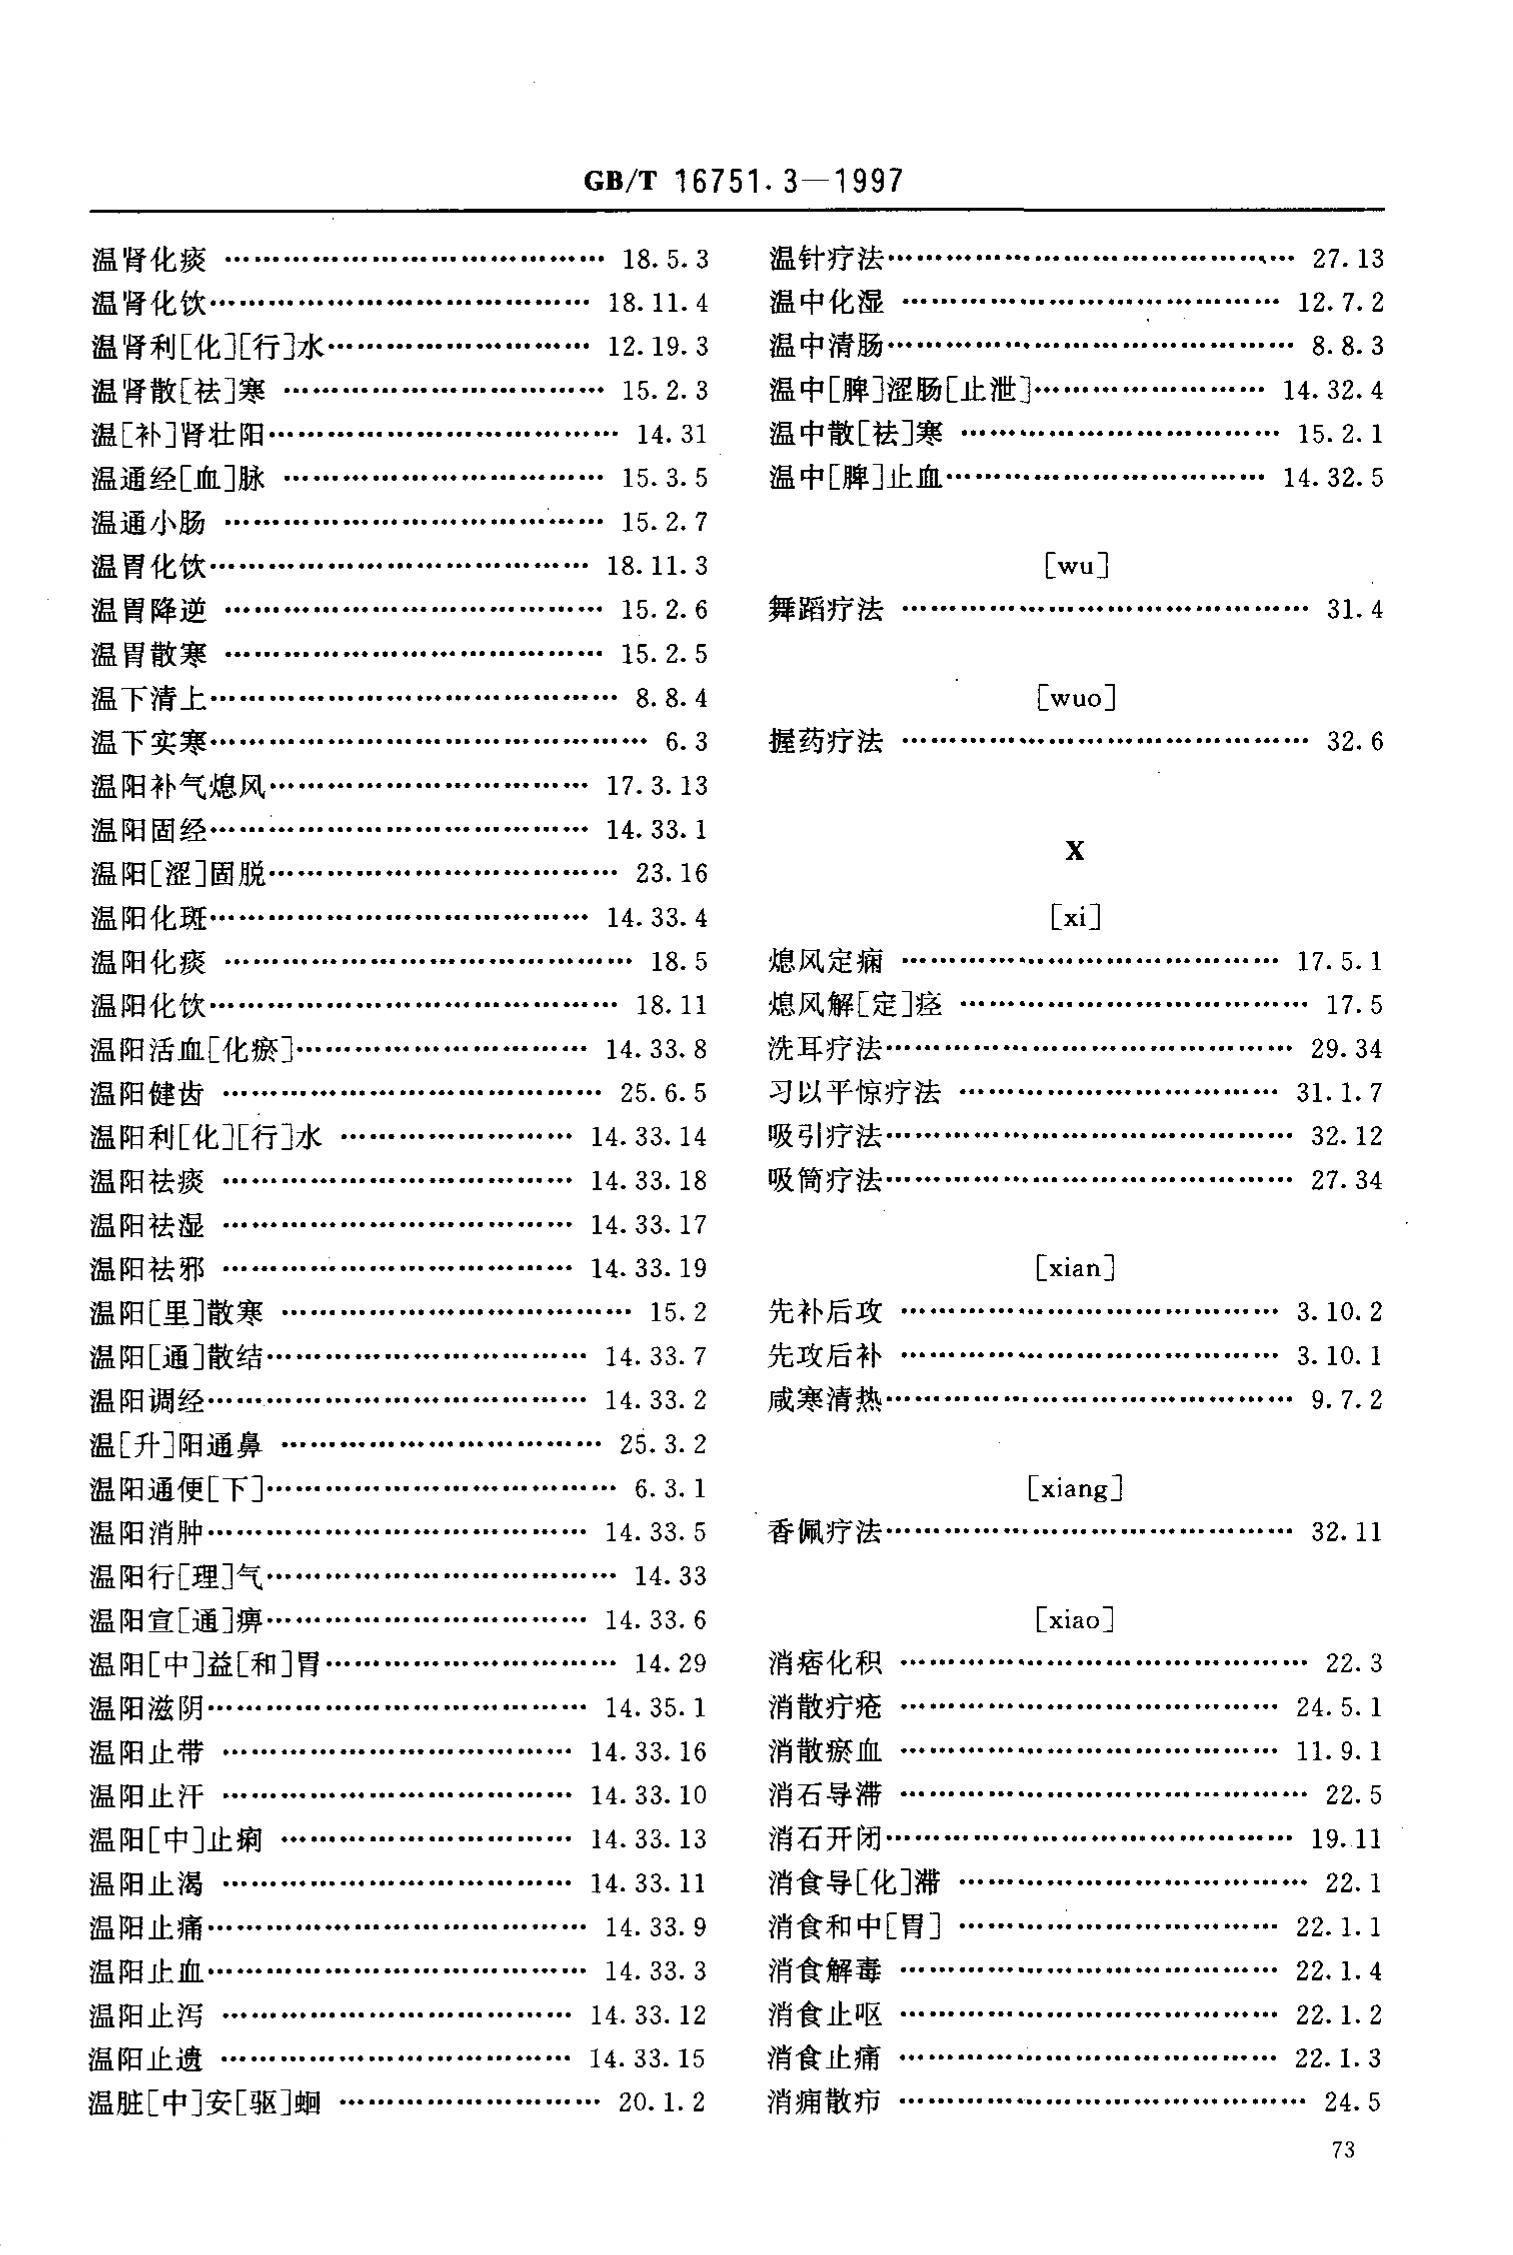 GB/T 16751.3—1997
温肾化痰 …………………………………… 18.5.3
温肾化饮…………………………………… 18.11.4
温肾利[化][行]水………………………… 12.19.3
温肾散[祛]寒 ……………………………… 15.2.3
温[补]肾壮阳………………………………… 14.31
温通经[血]脉 ……………………………… 15.3.5
温通小肠 …………………………………… 15.2.7
温胃化饮…………………………………… 18.11.3
温胃降逆 …………………………………… 15.2.6
温胃散寒 …………………………………… 15.2.5
温下清上……………………………………… 8.8.4
温下实寒………………………………………… 6.3
温阳补气熄风……………………………… 17.3.13
温阳固经…………………………………… 14.33.1
温阳[涩]固脱………………………………… 23.16
温阳化斑…………………………………… 14.33.4
温阳化痰 ……………………………………… 18.5
温阳化饮……………………………………… 18.11
温阳活血[化瘀]…………………………… 14.33.8
温阳健齿 …………………………………… 25.6.5
温阳利[化][行]水 ……………………… 14.33.14
温阳祛痰 ………………………………… 14.33.18
温阳祛湿 ………………………………… 14.33.17
温阳祛邪 ………………………………… 14.33.19
温阳[里]散寒 ………………………………… 15.2
温阳[通]散结……………………………… 14.33.7
温阳调经…………………………………… 14.33.2
温[升]阳通鼻 ……………………………… 25.3.2
温阳通便[下]………………………………… 6.3.1
温阳消肿…………………………………… 14.33.5
温阳行[理]气………………………………… 14.33
温阳宣[通]痹……………………………… 14.33.6
温阳[中]益[和]胃…………………………… 14.29
温阳滋阴…………………………………… 14.35.1
温阳止带 ………………………………… 14.33.16
温阳止汗 ………………………………… 14.33.10
温阳[中]止痢 …………………………… 14.33.13
温阳止渴 ………………………………… 14.33.11
温阳止痛…………………………………… 14.33.9
温阳止血…………………………………… 14.33.3
温阳止泻 ………………………………… 14.33.12
温阳止遗 ………………………………… 14.33.15
温脏[中]安[驱]蛔 ………………………… 20.1.2
温针疗法……………………………………… 27.13
温中化湿 …………………………………… 12.7.2
温中清肠……………………………………… 8.8.3
温中[脾]涩肠[止泄]……………………… 14.32.4
温中散[祛]寒 ……………………………… 15.2.1
温中[脾]止血……………………………… 14.32.5
[wu]
舞蹈疗法 ……………………………………… 31.4
[wuo]
握药疗法 ……………………………………… 32.6
X
[xi]
熄风定痫 …………………………………… 17.5.1
熄风解[定]痉 ………………………………… 17.5
洗耳疗法……………………………………… 29.34
习以平惊疗法 ……………………………… 31.1.7
吸引疗法……………………………………… 32.12
吸筒疗法……………………………………… 27.34
[xian]
先补后攻 …………………………………… 3.10.2
先攻后补 …………………………………… 3.10.1
咸寒清热……………………………………… 9.7.2
[xiang]
香佩疗法……………………………………… 32.11
[xiao]
消痞化积 ……………………………………… 22.3
消散疔疮 …………………………………… 24.5.1
消散瘀血 …………………………………… 11.9.1
消石导滞 ……………………………………… 22.5
消石开闭……………………………………… 19.11
消食导[化]滞 ………………………………… 22.1
消食和中[胃] ……………………………… 22.1.1
消食解毒 …………………………………… 22.1.4
消食止呕 …………………………………… 22.1.2
消食止痛 …………………………………… 22.1.3
消痈散疖 ……………………………………… 24.5
73